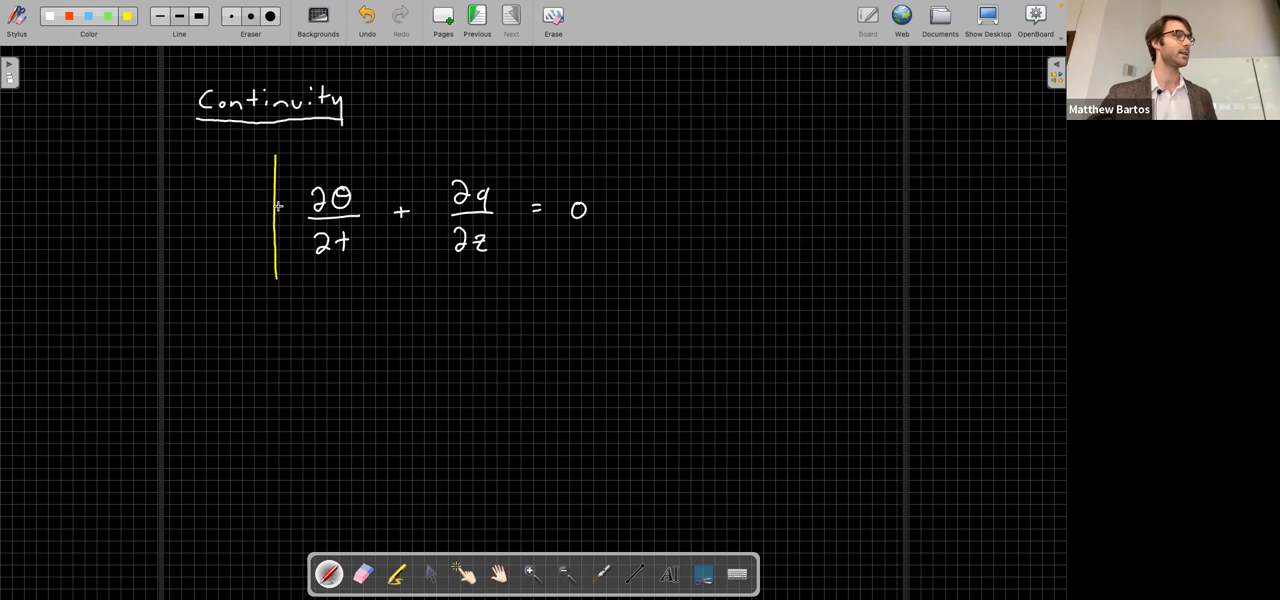 Stylus Color Line Eraser Backgrounds Undo Redo Pages Previous Next Erase Board Web Documents Show Desktop OpenBoard
Matthew Bartos
Continuity
∂θ/∂t + ∂q/∂z = 0
AI